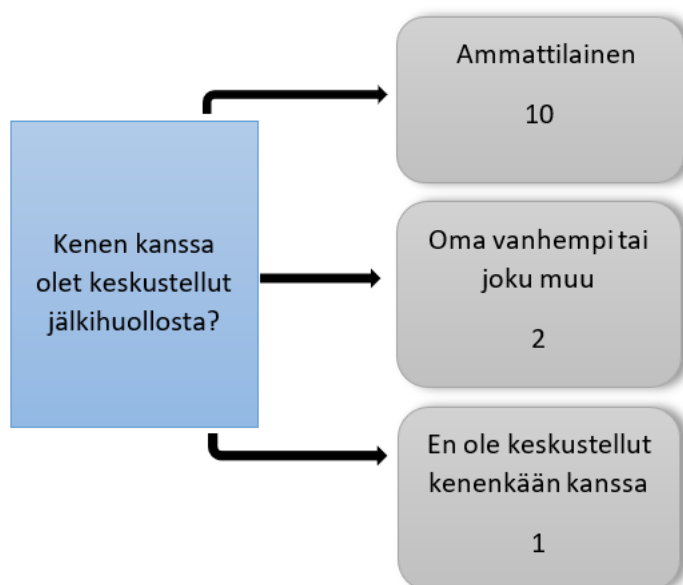 Kenen kanssa
olet keskustellut
jälkihuollosta?
Ammattilainen
10
Oma vanhempi tai
joku muu
2
En ole keskustellut
kenenkään kanssa
1